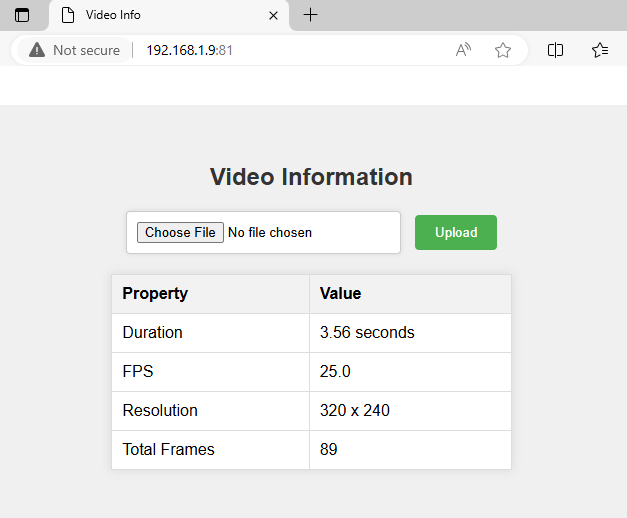 Video Info
Not secure 192.168.1.9:81
Video Information
Choose File No file chosen Upload
Property Value
Duration 3.56 seconds
FPS 25.0
Resolution 320 x 240
Total Frames 89